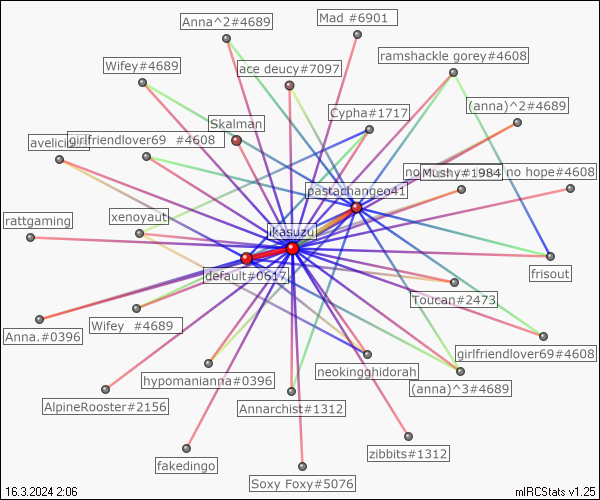 Mad #6901
Anna^2#4689
ramshackle gorey#4608
Wifey#4689
ace deucy#7097
(anna)^2#4689
Cypha#1717
Skalman
girlfriendlover69 #4608
Mushy#1984
no hope#4608
pastachangeo41
rattgaming
xenoyaut
ikasuzu
default#0617
frisout
Toucan#2473
Anna.#0396
Wifey #4689
girlfriendlover69#4608
neokingghidorah
hypomanianna#0396
(anna)^3#4689
AlpineRooster#2156
Annarchist#1312
zibbits#1312
fakedingo
Soxy Foxy#5076
16.3.2024 2:06
mIRCStats v1.25